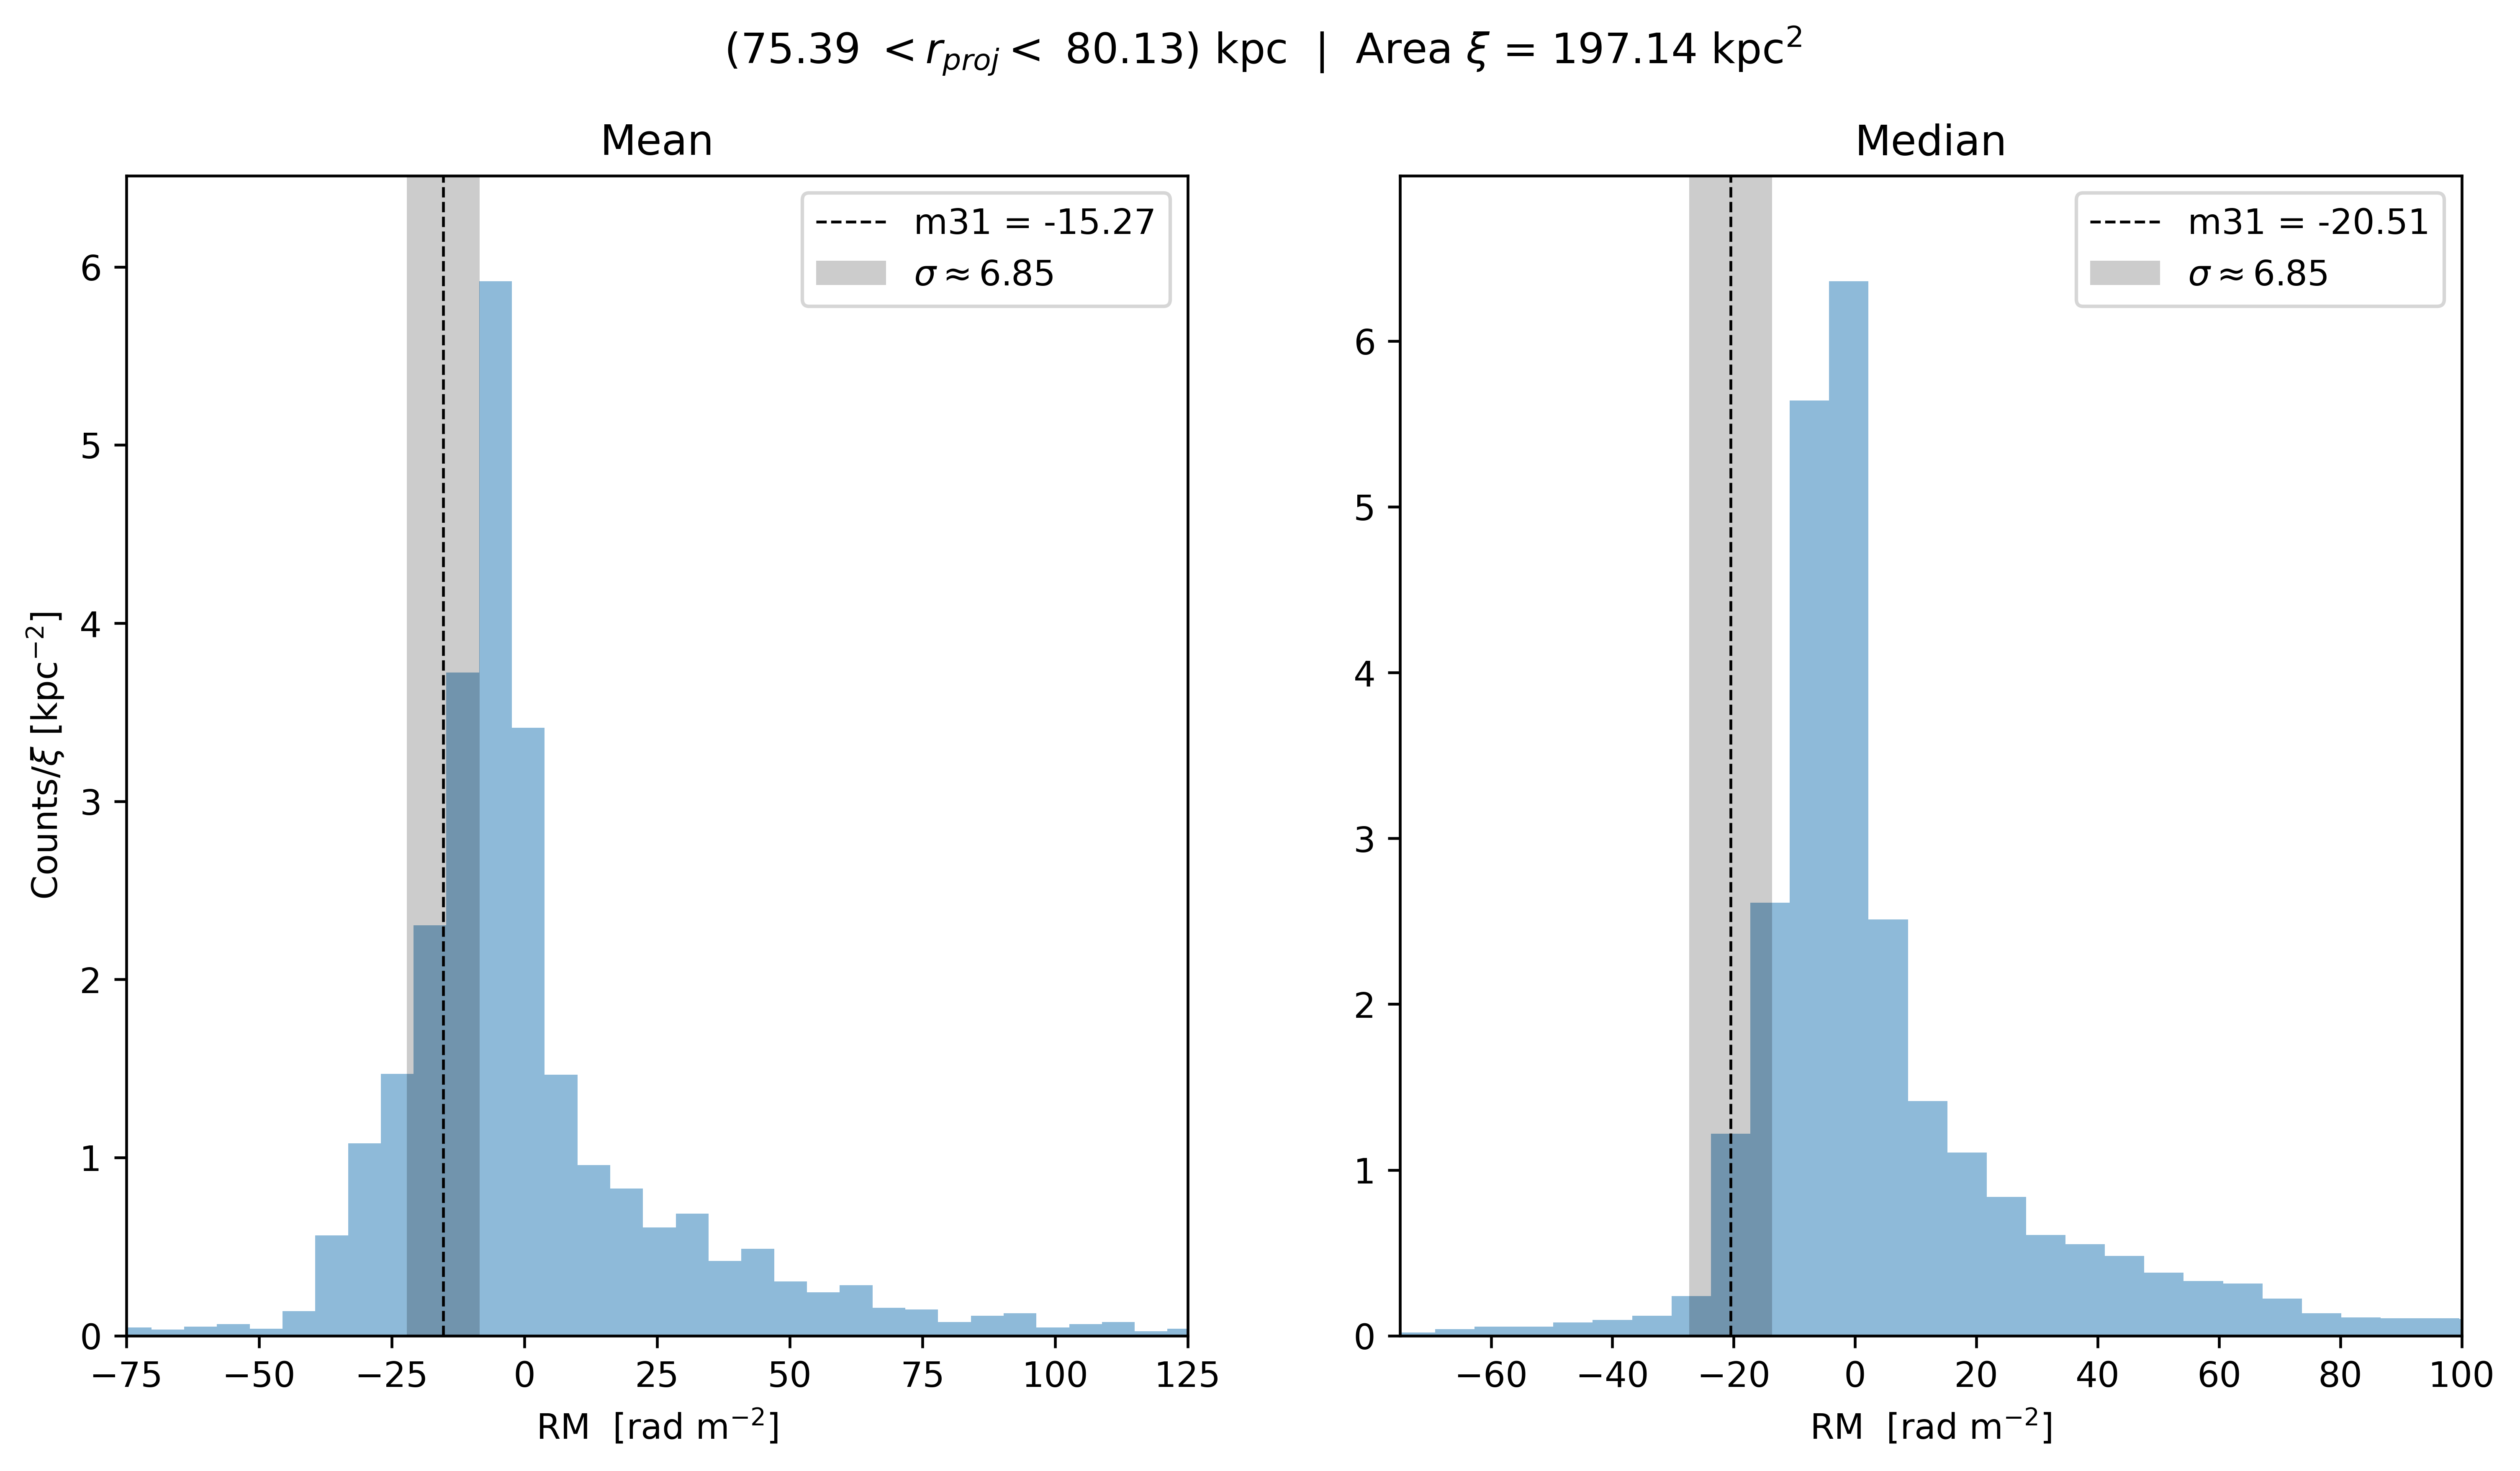 (75.39 < r_proj < 80.13) kpc | Area ξ = 197.14 kpc²
Mean
m31 = -15.27
σ ≈ 6.85
Counts/ξ [kpc⁻²]
6
5
4
3
2
1
0
−75 −50 −25 0 25 50 75 100 125
RM [rad m⁻²]
Median
m31 = -20.51
σ ≈ 6.85
6
5
4
3
2
1
0
−60 −40 −20 0 20 40 60 80 100
RM [rad m⁻²]